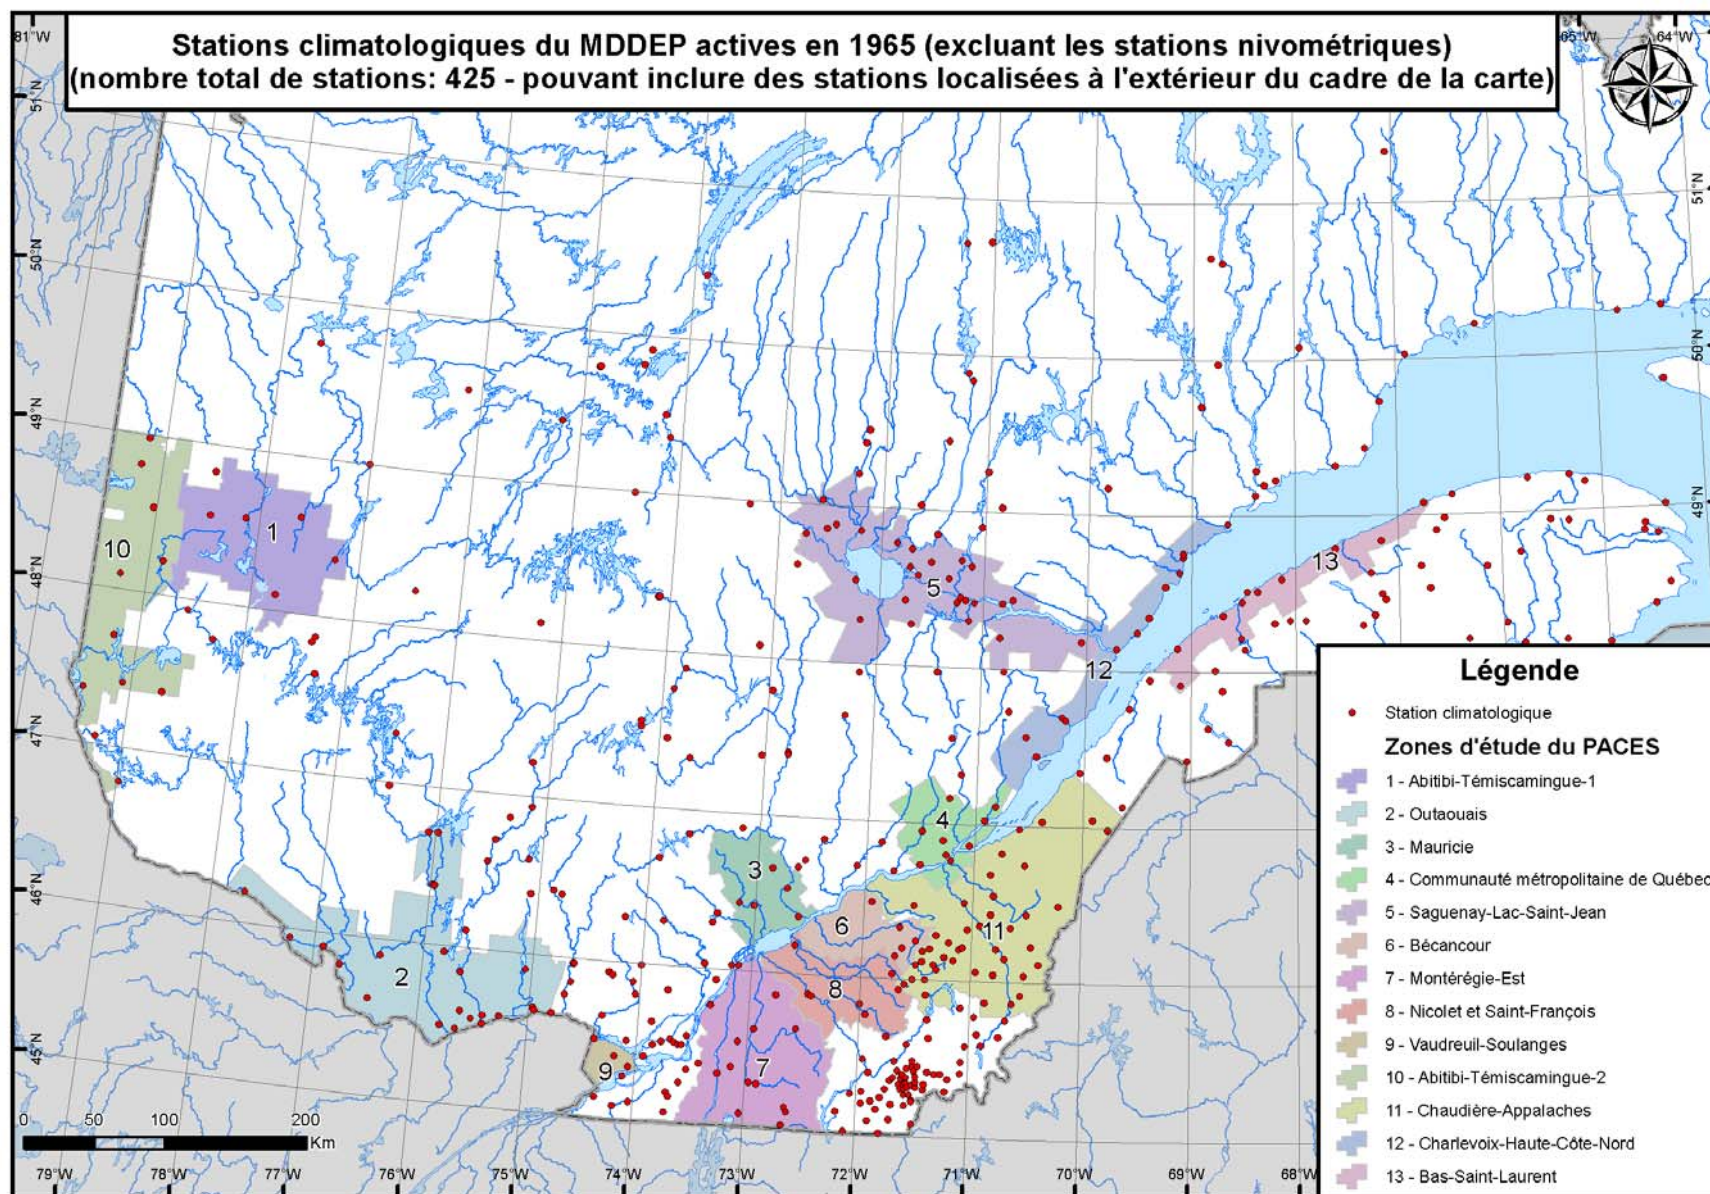 Stations climatologiques du MDDEP actives en 1965 (excluant les stations nivométriques)
(nombre total de stations: 425 - pouvant inclure des stations localisées à l'extérieur du cadre de la carte)
81°W
65°W
64°W
51°N
50°N
49°N
48°N
47°N
46°N
45°N
51°N
50°N
49°N
1
10
5
13
12
4
3
6
11
2
8
7
9
Légende
Station climatologique
Zones d'étude du PACES
1 - Abitibi-Témiscamingue-1
2 - Outaouais
3 - Mauricie
4 - Communauté métropolitaine de Québec
5 - Saguenay-Lac-Saint-Jean
6 - Bécancour
7 - Montérégie-Est
8 - Nicolet et Saint-François
9 - Vaudreuil-Soulanges
10 - Abitibi-Témiscamingue-2
11 - Chaudière-Appalaches
12 - Charlevoix-Haute-Côte-Nord
13 - Bas-Saint-Laurent
0 50 100 200
Km
79°W 78°W 77°W 76°W 75°W 74°W 73°W 72°W 71°W 70°W 69°W 68°W